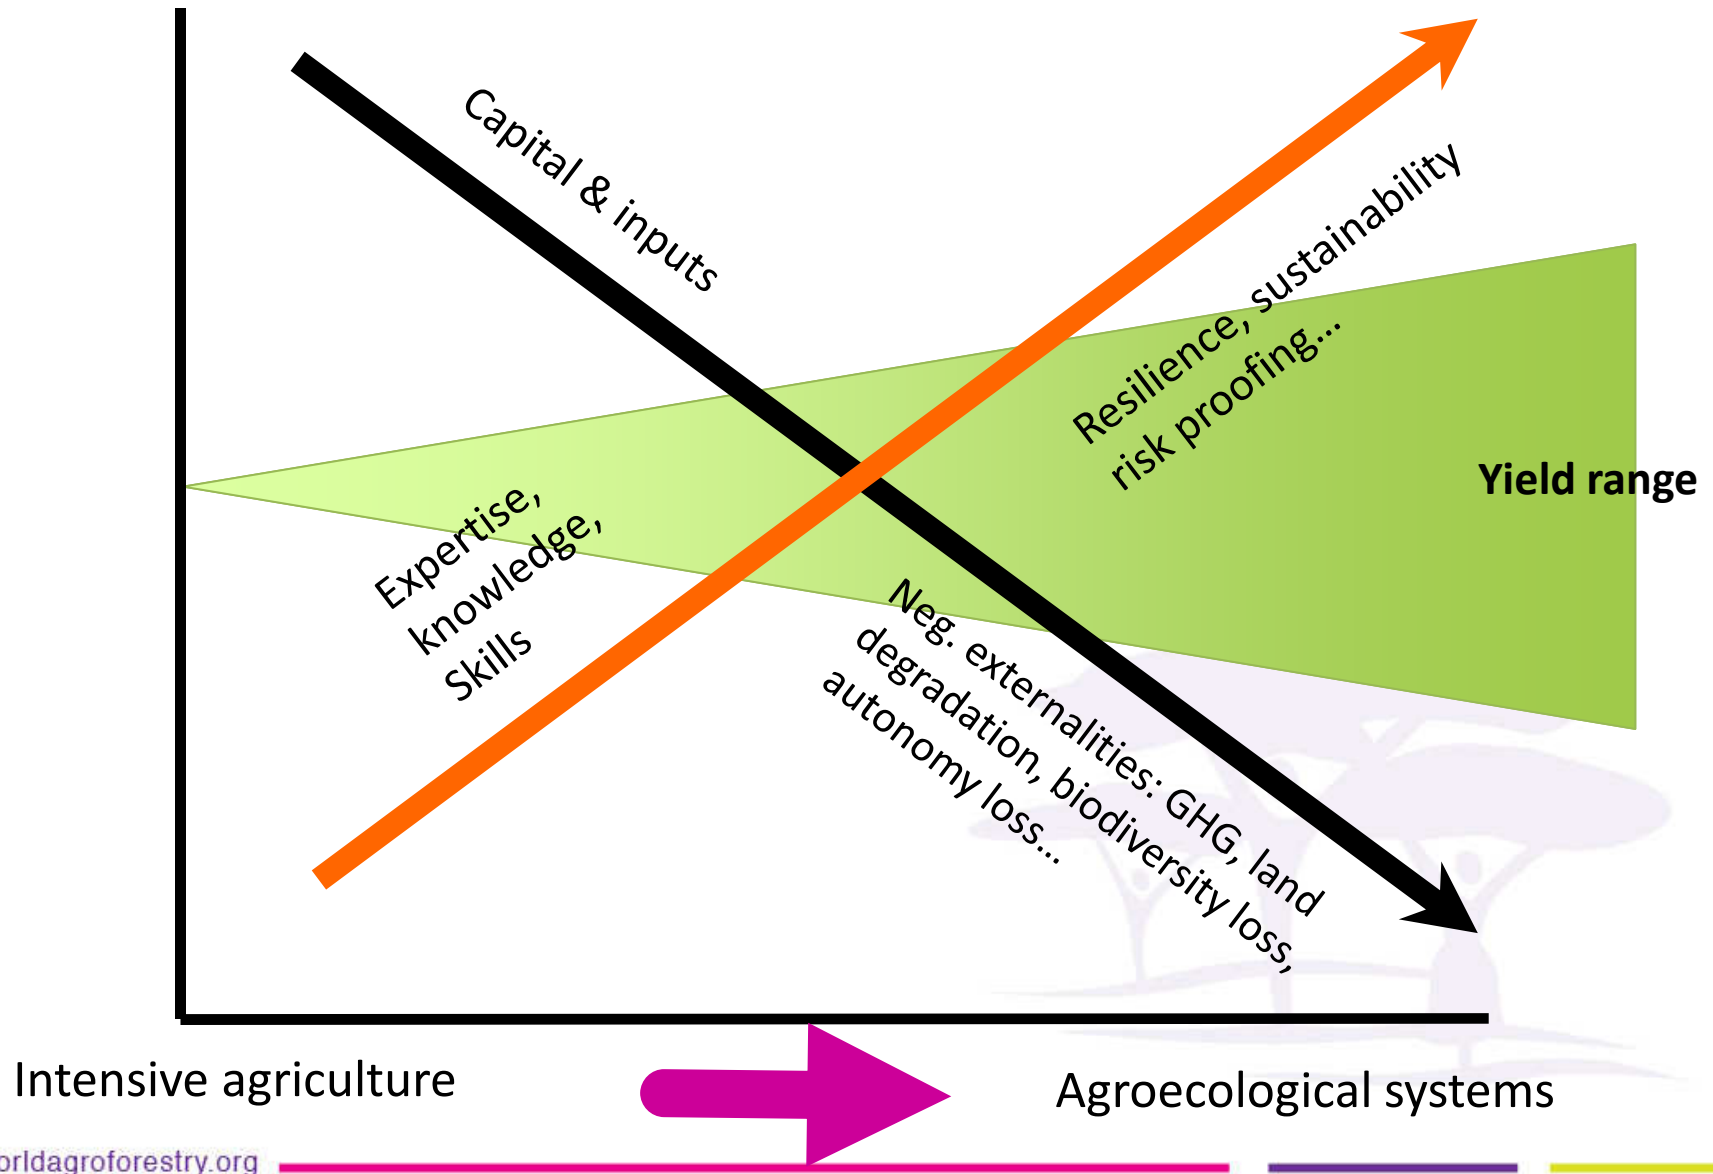 Capital & inputs
Resilience, sustainability
risk proofing...
Yield range
Expertise,
knowledge,
Skills
Neg. externalities: GHG, land
degradation, biodiversity loss,
autonomy loss...
Intensive agriculture
Agroecological systems
orldagroforestry.org